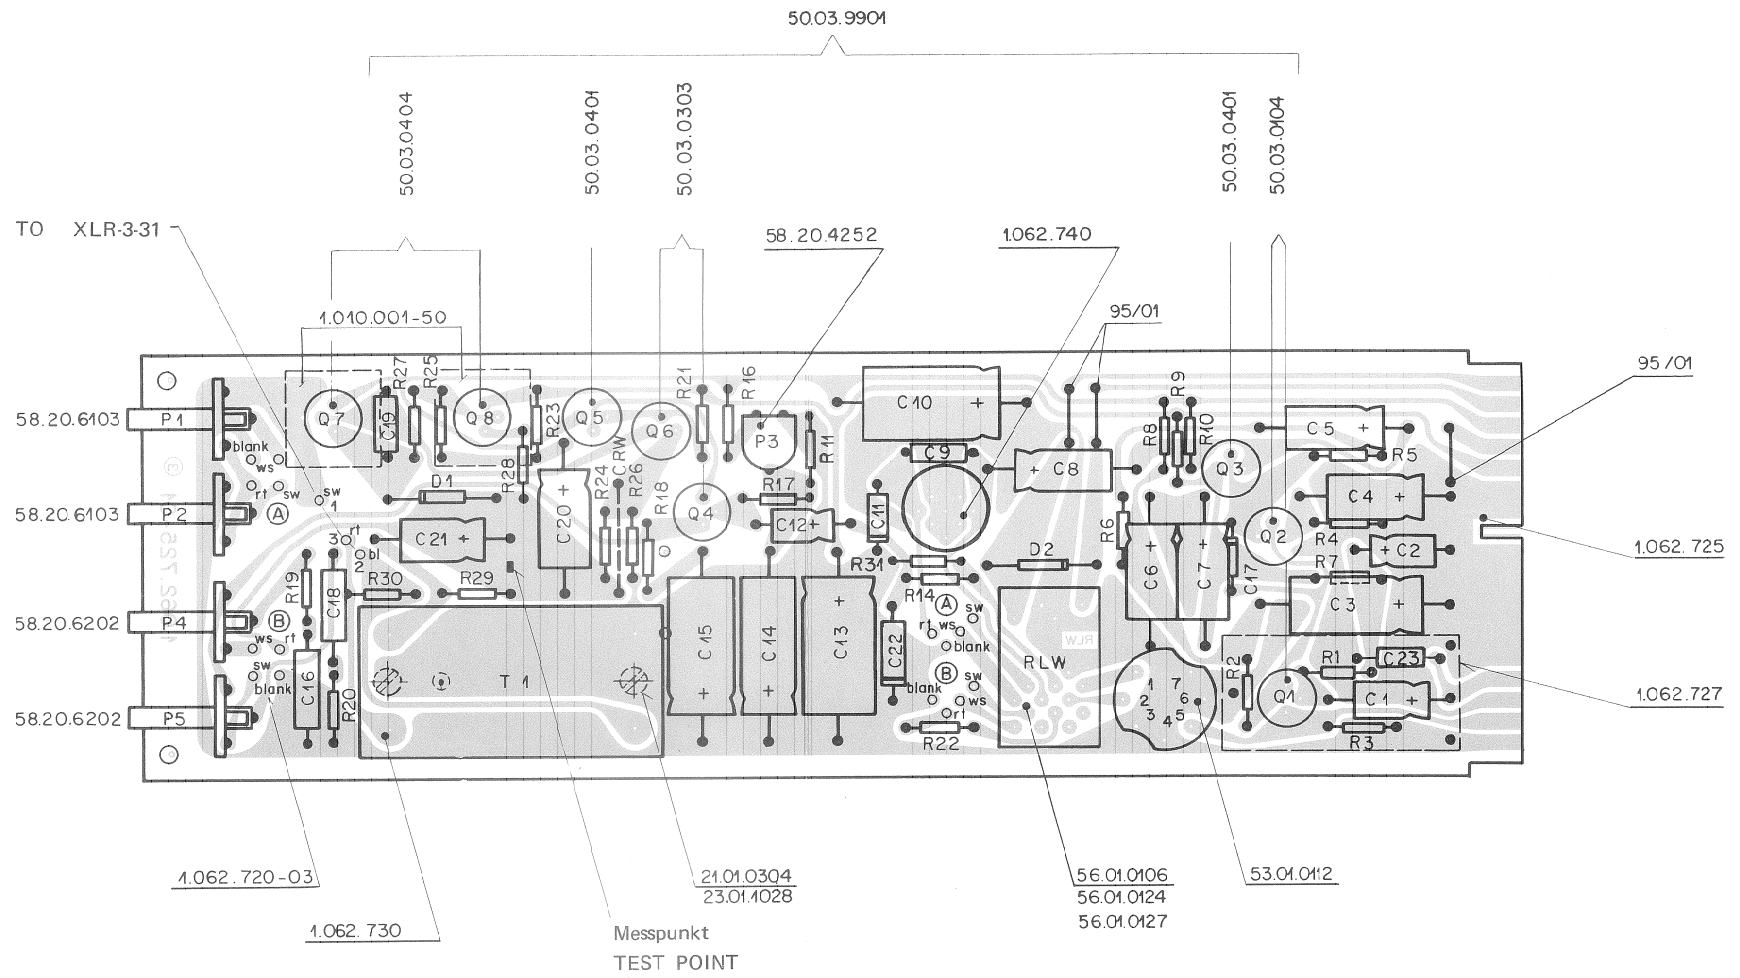 50.03.9901
50.03.0404
50.03.0401
50.03.0303
50.03.0401
50.03.0104
TO XLR-3-31
58.20.4252
1.062.740
1.010.001-50
95/01
95/01
R27
R25
R21
R16
R9
58.20.6103
P1
Q7
C19
Q8
R23
Q5
Q6
P3
R11
C10
R8
R10
C5
blank
ws
C9
Q3
R5
R28
R24
CRW
R26
R18
C8
D1
R17
rt
sw
sw
1
C20
Q4
C12
C11
C4
58.20.6103
P2
A
R6
R4
Q2
3
rt
C21
bl
2
D2
C2
1.062.725
R31
R7
R19
C18
R30
R29
R14
C6
C7
C17
C3
A
sw
rt
ws
blank
58.20.6202
P4
B
ws
rt
C15
C14
C13
C22
RLW
RLW
sw
blank
C16
R20
T1
B
sw
blank
ws
rt
R2
R1
C23
1
7
2
6
3
4
5
Q1
C1
1.062.727
58.20.6202
P5
R22
R3
1.062.720-03
21.01.0304
23.01.1028
56.01.0106
56.01.0124
56.01.0127
53.01.0112
1.062.730
Messpunkt
TEST POINT